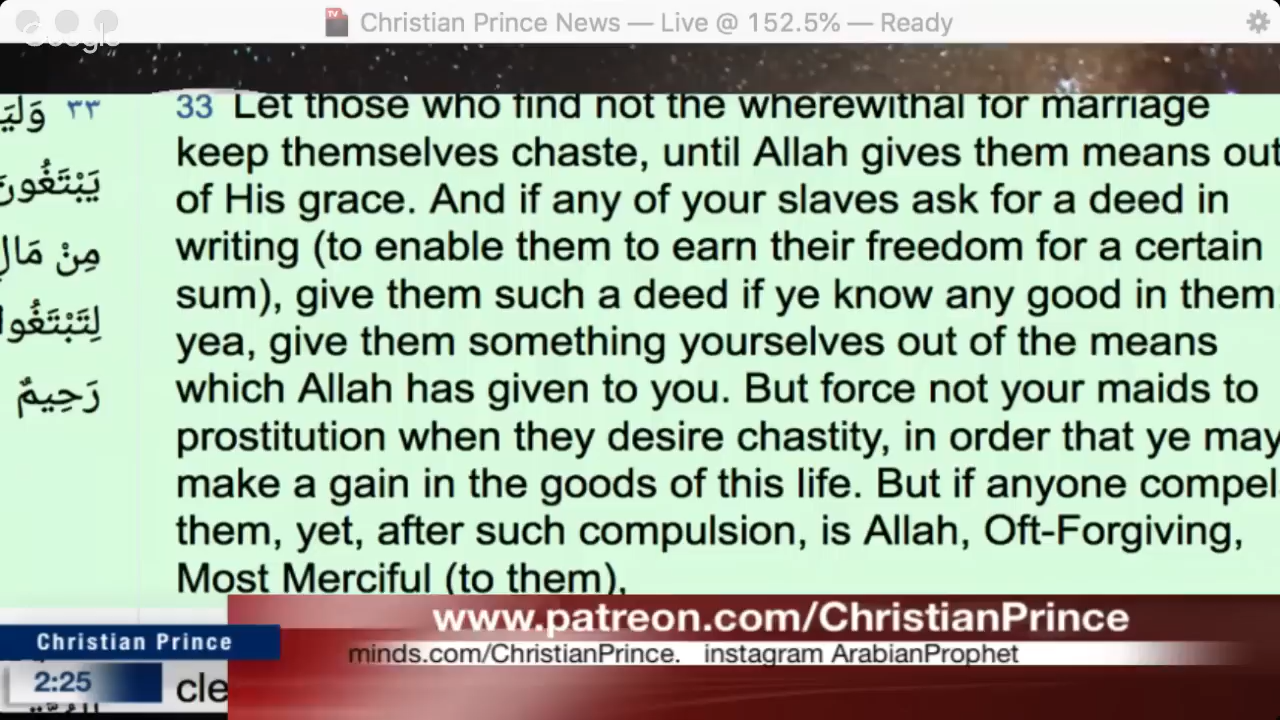 Christian Prince News — Live @ 152.5% — Ready
Google
33 Let those who find not the wherewithal for marriage
keep themselves chaste, until Allah gives them means out
of His grace. And if any of your slaves ask for a deed in
writing (to enable them to earn their freedom for a certain
sum), give them such a deed if ye know any good in them
yea, give them something yourselves out of the means
which Allah has given to you. But force not your maids to
prostitution when they desire chastity, in order that ye may
make a gain in the goods of this life. But if anyone compel
them, yet, after such compulsion, is Allah, Oft-Forgiving,
Most Merciful (to them),
cle
٣٣
يَبْتَغُونَ
مِنْ مَالِ
لِتَبْتَغُوا
رَحِيمٌ
www.patreon.com/ChristianPrince
Christian Prince
minds.com/ChristianPrince. instagram ArabianProphet
2:25